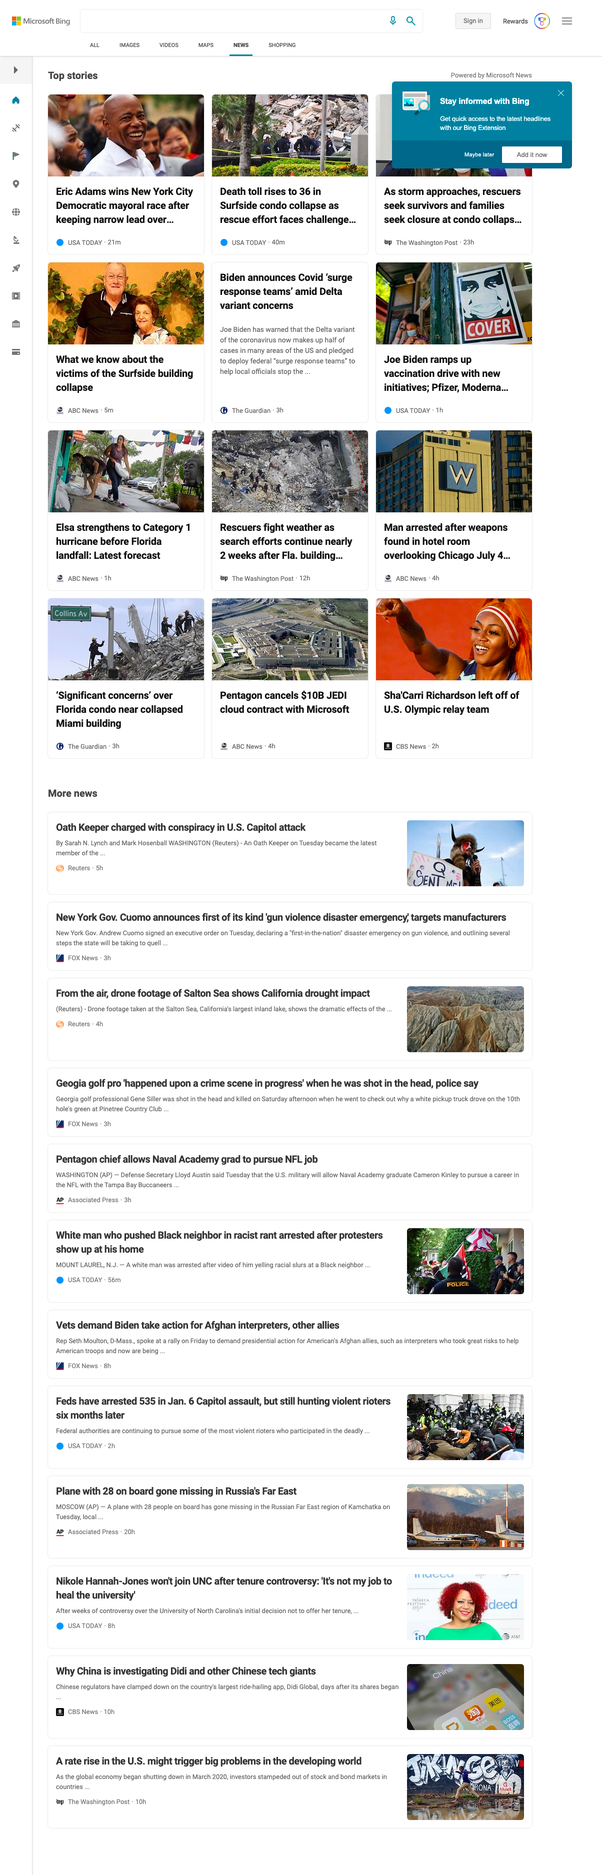 Microsoft Bing
Sign in
Rewards
ALL
IMAGES
VIDEOS
MAPS
NEWS
SHOPPING
Top stories
Powered by Microsoft News
Stay informed with Bing
Get quick access to the latest headlines
with our Bing Extension
Maybe later
Add it now
Eric Adams wins New York City
Democratic mayoral race after
keeping narrow lead over...
USA TODAY · 21m
Death toll rises to 36 in
Surfside condo collapse as
rescue effort faces challenge...
USA TODAY · 40m
As storm approaches, rescuers
seek survivors and families
seek closure at condo collaps...
wp The Washington Post · 23h
What we know about the
victims of the Surfside building
collapse
ABC News · 5m
Biden announces Covid ‘surge
response teams’ amid Delta
variant concerns
Joe Biden has warned that the Delta variant
of the coronavirus now makes up half of
cases in many areas of the US and pledged
to deploy federal “surge response teams” to
help local officials stop the ...
The Guardian · 3h
COVER
Joe Biden ramps up
vaccination drive with new
initiatives; Pfizer, Moderna...
USA TODAY · 1h
Elsa strengthens to Category 1
hurricane before Florida
landfall: Latest forecast
ABC News · 1h
Rescuers fight weather as
search efforts continue nearly
2 weeks after Fla. building...
wp The Washington Post · 12h
W
Man arrested after weapons
found in hotel room
overlooking Chicago July 4...
ABC News · 4h
Collins Av
‘Significant concerns’ over
Florida condo near collapsed
Miami building
The Guardian · 3h
Pentagon cancels $10B JEDI
cloud contract with Microsoft
ABC News · 4h
Sha'Carri Richardson left off of
U.S. Olympic relay team
CBS News · 2h
More news
Oath Keeper charged with conspiracy in U.S. Capitol attack
By Sarah N. Lynch and Mark Hosenball WASHINGTON (Reuters) - An Oath Keeper on Tuesday became the latest
member of the ...
Reuters · 5h
Q
SENT ME!
New York Gov. Cuomo announces first of its kind 'gun violence disaster emergency,' targets manufacturers
New York Gov. Andrew Cuomo signed an executive order on Tuesday, declaring a "first-in-the-nation" disaster emergency on gun violence, and outlining several
steps the state will be taking to quell ...
FOX News · 3h
From the air, drone footage of Salton Sea shows California drought impact
(Reuters) - Drone footage taken at the Salton Sea, California's largest inland lake, shows the dramatic effects of the ...
Reuters · 4h
Geogia golf pro 'happened upon a crime scene in progress' when he was shot in the head, police say
Georgia golf professional Gene Siller was shot in the head and killed on Saturday afternoon when he went to check out why a white pickup truck drove on the 10th
hole's green at Pinetree Country Club ...
FOX News · 3h
Pentagon chief allows Naval Academy grad to pursue NFL job
WASHINGTON (AP) — Defense Secretary Lloyd Austin said Tuesday that the U.S. military will allow Naval Academy graduate Cameron Kinley to pursue a career in
the NFL with the Tampa Bay Buccaneers ...
AP Associated Press · 3h
White man who pushed Black neighbor in racist rant arrested after protesters
show up at his home
MOUNT LAUREL, N.J. — A white man was arrested after video of him yelling racial slurs at a Black neighbor ...
USA TODAY · 56m
POLICE
Vets demand Biden take action for Afghan interpreters, other allies
Rep Seth Moulton, D-Mass., spoke at a rally on Friday to demand presidential action for American's Afghan allies, such as interpreters who took great risks to help
American troops and now are being ...
FOX News · 8h
Feds have arrested 535 in Jan. 6 Capitol assault, but still hunting violent rioters
six months later
Federal authorities are continuing to pursue some of the most violent rioters who participated in the deadly ...
USA TODAY · 2h
Plane with 28 on board gone missing in Russia's Far East
MOSCOW (AP) — A plane with 28 people on board has gone missing in the Russian Far East region of Kamchatka on
Tuesday, local ...
AP Associated Press · 20h
Nikole Hannah-Jones won't join UNC after tenure controversy: 'It's not my job to
heal the university'
After weeks of controversy over the University of North Carolina's initial decision not to offer her tenure, ...
USA TODAY · 8h
indeed
deed
in
AT&T
Why China is investigating Didi and other Chinese tech giants
Chinese regulators have clamped down on the country's largest ride-hailing app, Didi Global, days after its shares began
...
CBS News · 10h
China
美团
A rate rise in the U.S. might trigger big problems in the developing world
As the global economy began shutting down in March 2020, investors stampeded out of stock and bond markets in
countries ...
wp The Washington Post · 10h